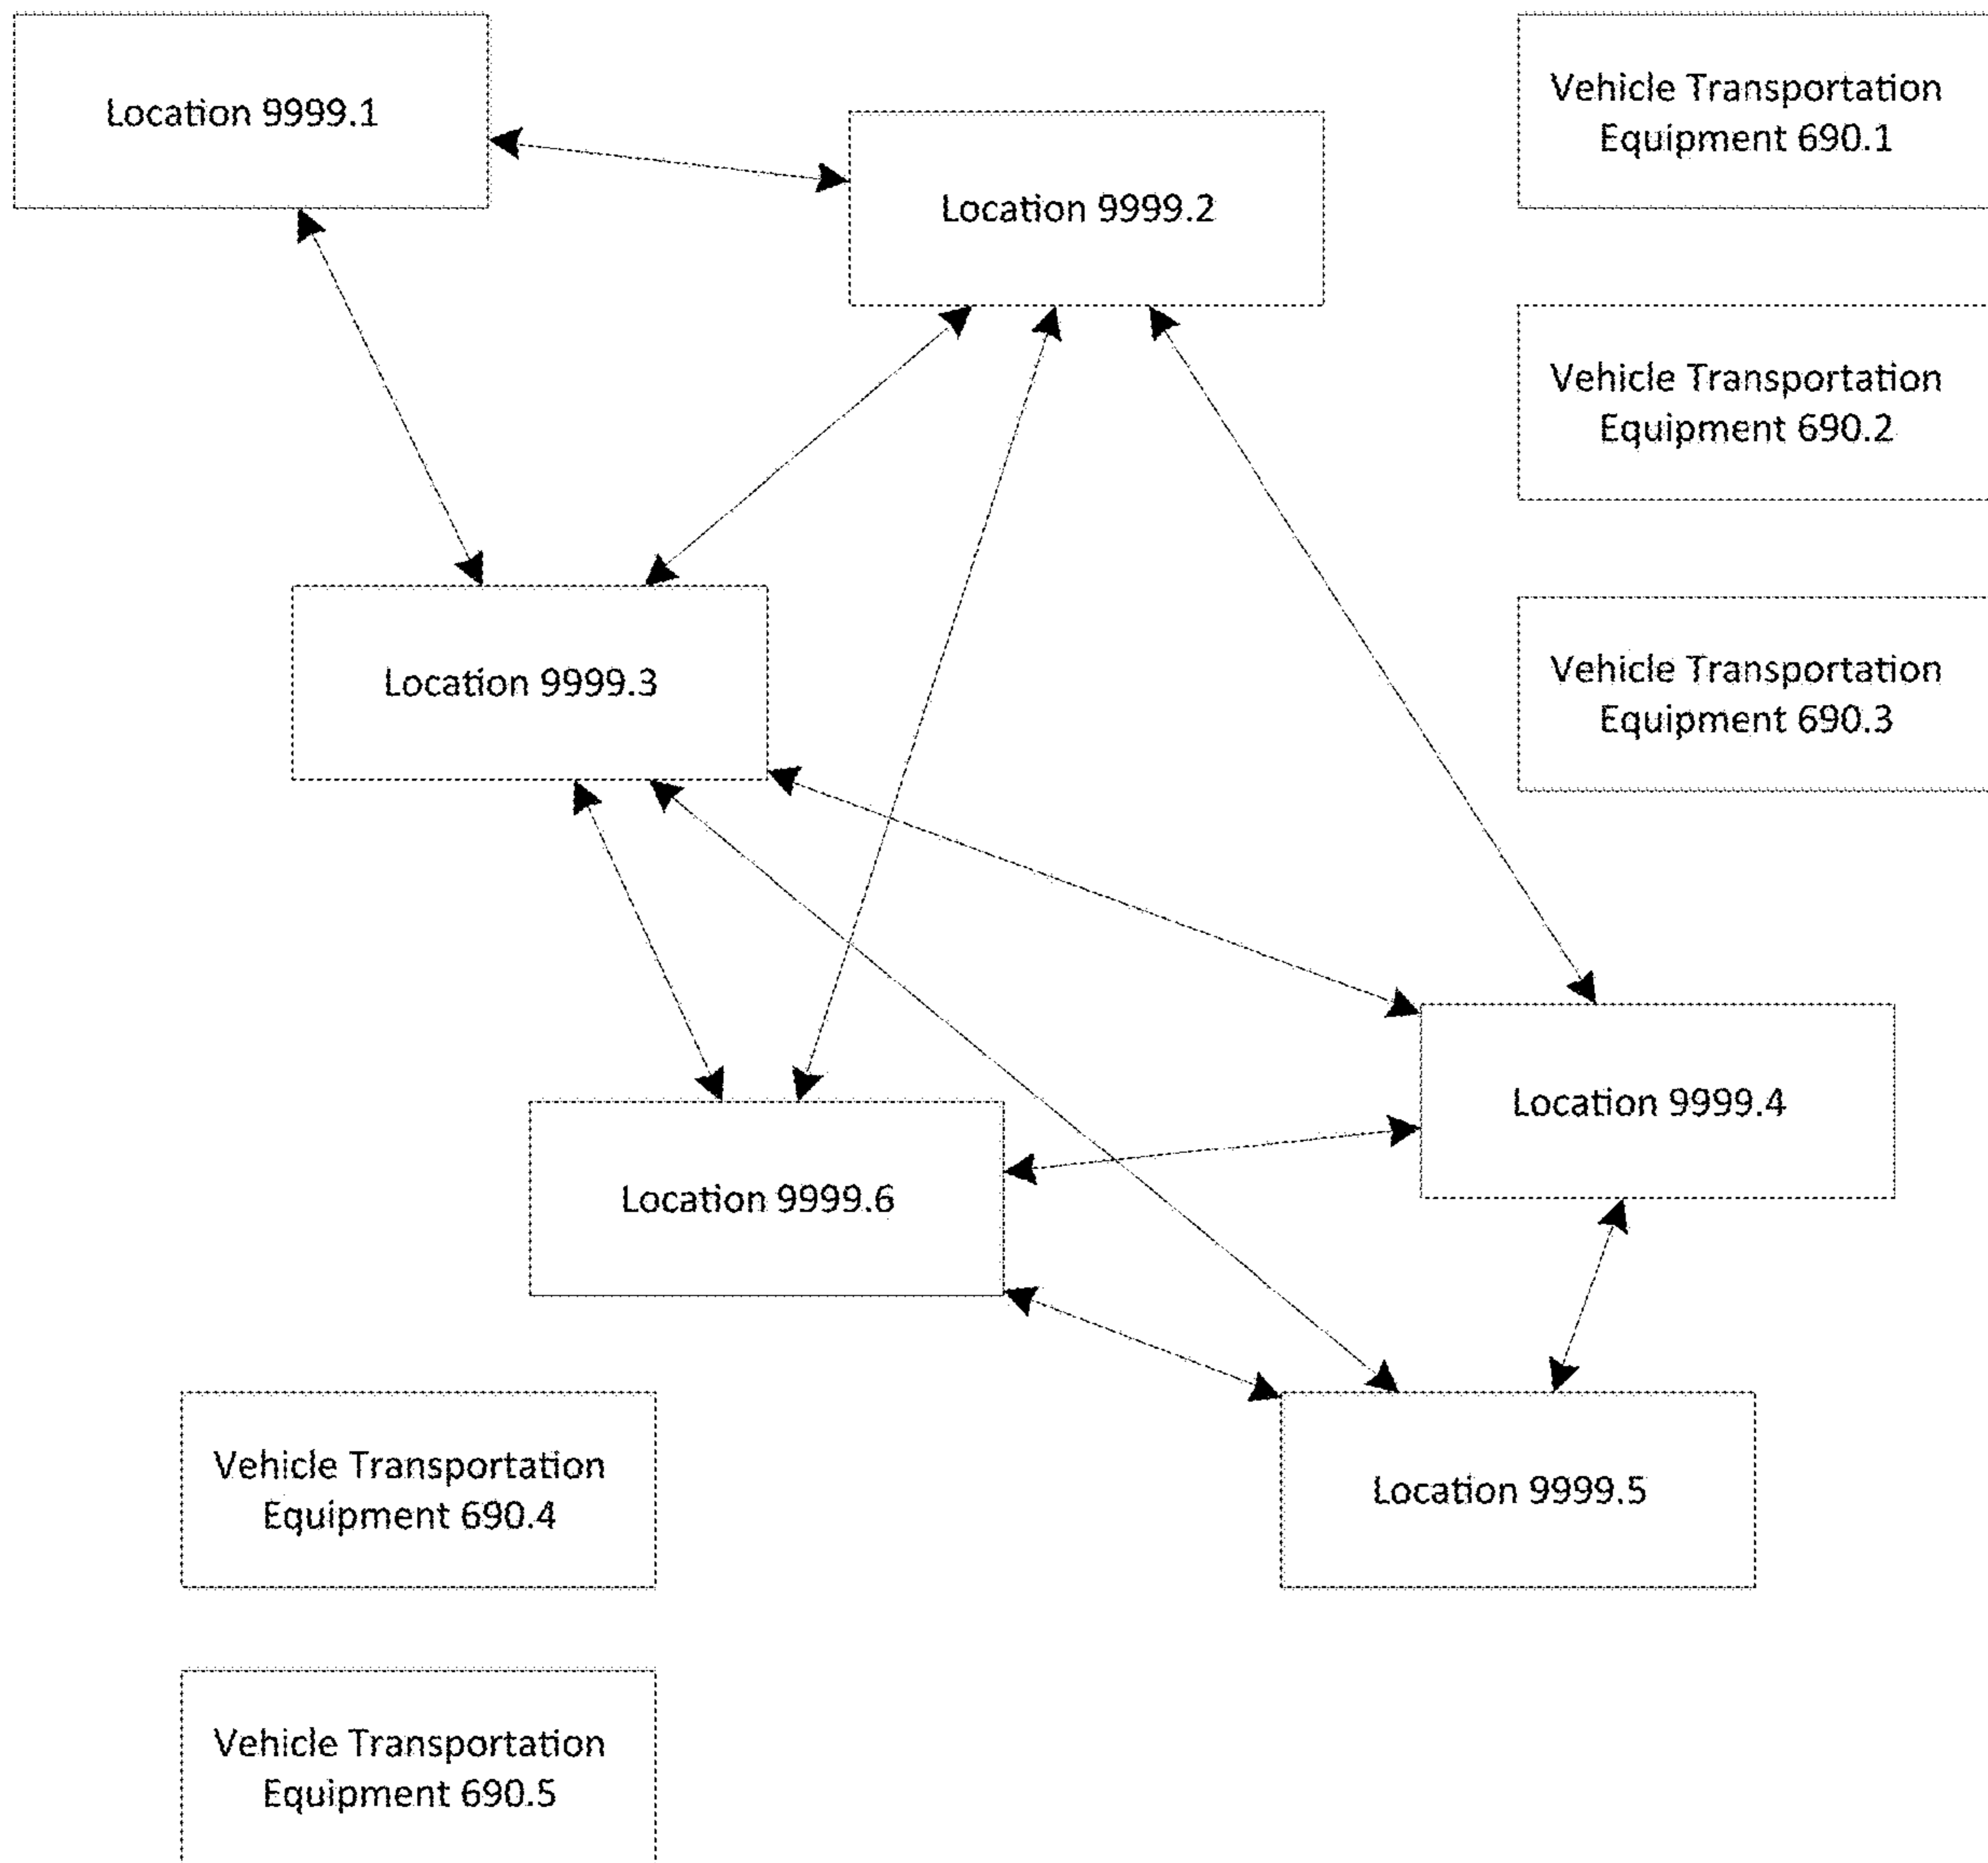 Location 9999.1
Location 9999.2
Vehicle Transportation
Equipment 690.1
Vehicle Transportation
Equipment 690.2
Vehicle Transportation
Equipment 690.3
Location 9999.3
Location 9999.4
Location 9999.6
Location 9999.5
Vehicle Transportation
Equipment 690.4
Vehicle Transportation
Equipment 690.5